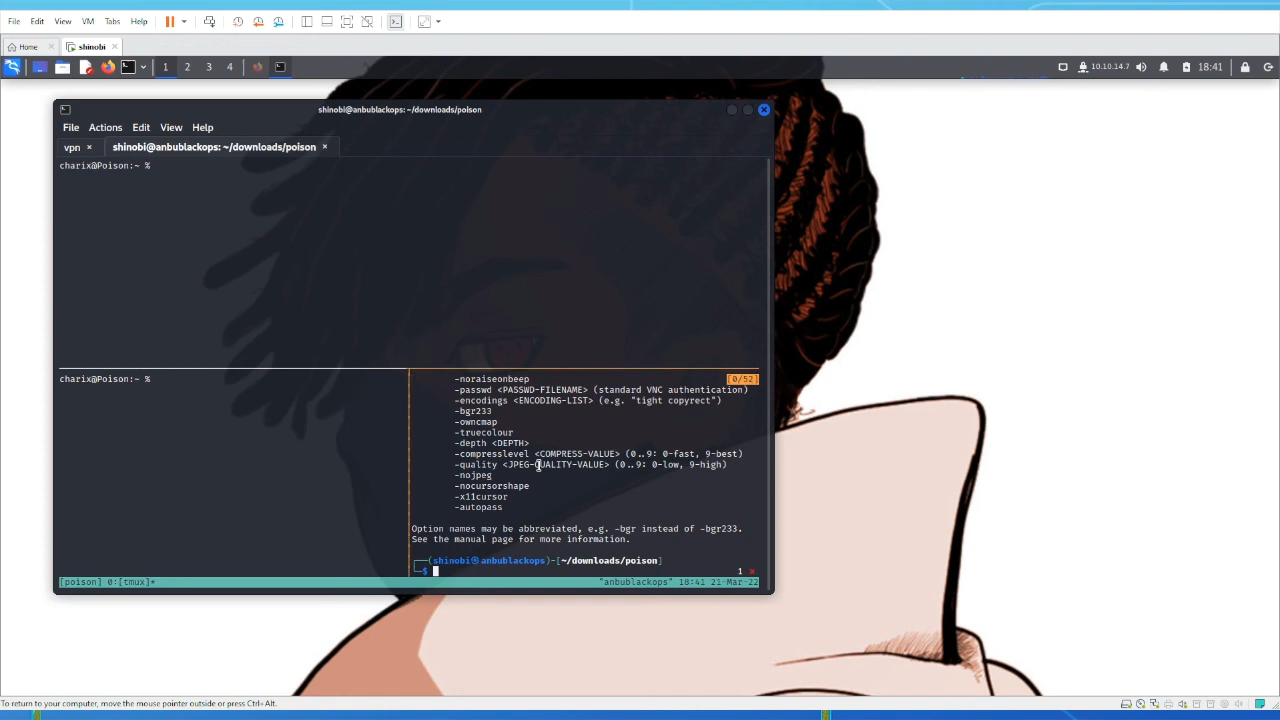 File Edit View VM Tabs Help
Home shinobi
1 2 3 4 10.10.14.7 18:41
shinobi@anbublackops: ~/downloads/poison
File Actions Edit View Help
vpn shinobi@anbublackops: ~/downloads/poison
charix@Poison:~ %
charix@Poison:~ %
-noraiseonbeep [0/52]
-passwd <PASSWD-FILENAME> (standard VNC authentication)
-encodings <ENCODING-LIST> (e.g. "tight copyrect")
-bgr233
-owncmap
-truecolour
-depth <DEPTH>
-compresslevel <COMPRESS-VALUE> (0..9: 0-fast, 9-best)
-quality <JPEG-QUALITY-VALUE> (0..9: 0-low, 9-high)
-nojpeg
-nocursorshape
-x11cursor
-autopass
Option names may be abbreviated, e.g. -bgr instead of -bgr233.
See the manual page for more information.
┌──(shinobi㉿anbublackops)-[~/downloads/poison]
└─$ 1 ⨯
[poison] 0:[tmux]* "anbublackops" 18:41 21-Mar-22
To return to your computer, move the mouse pointer outside or press Ctrl+Alt.